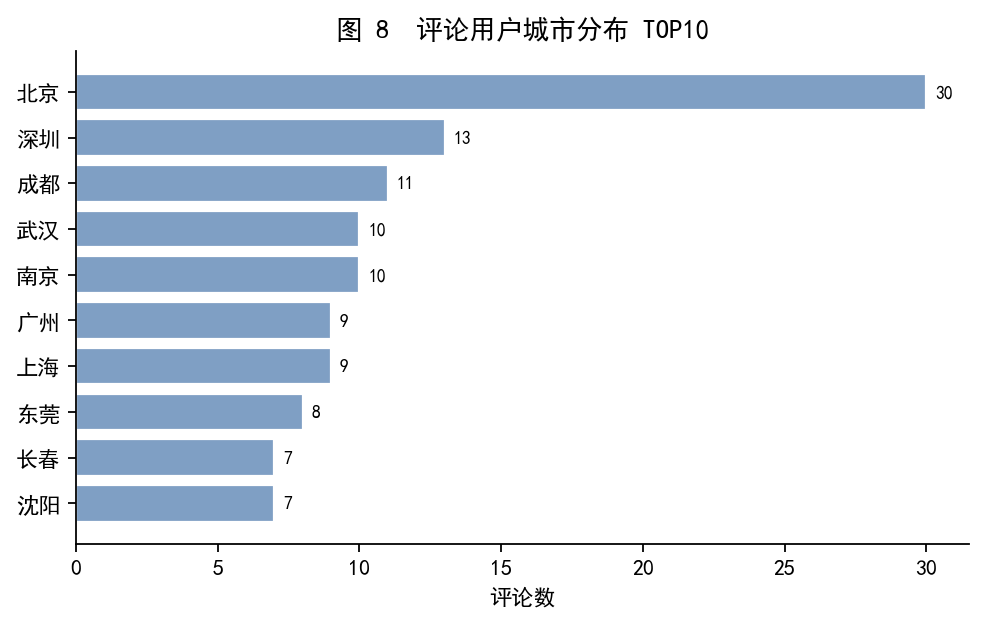 图 8  评论用户城市分布 TOP10
北京 30
深圳 13
成都 11
武汉 10
南京 10
广州 9
上海 9
东莞 8
长春 7
沈阳 7
0 5 10 15 20 25 30
评论数